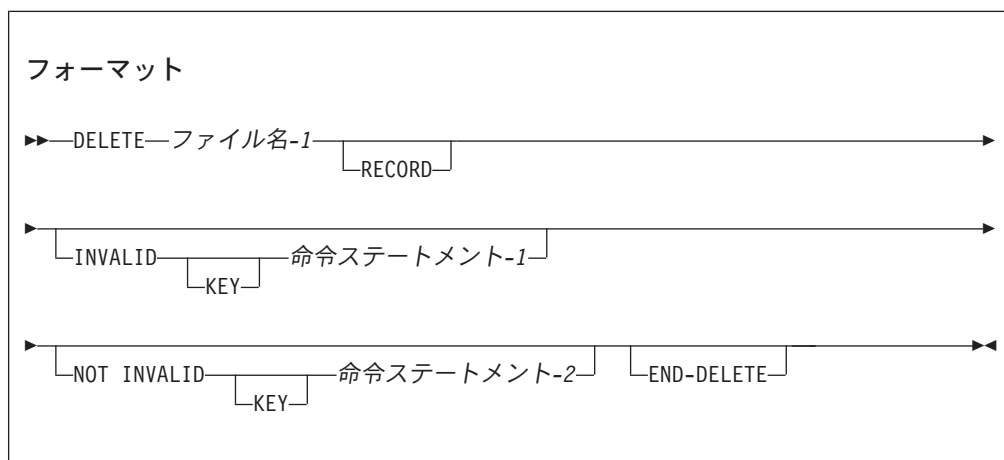 フォーマット
DELETE ファイル名-1
RECORD
INVALID 命令ステートメント-1
KEY
NOT INVALID 命令ステートメント-2 END-DELETE
KEY